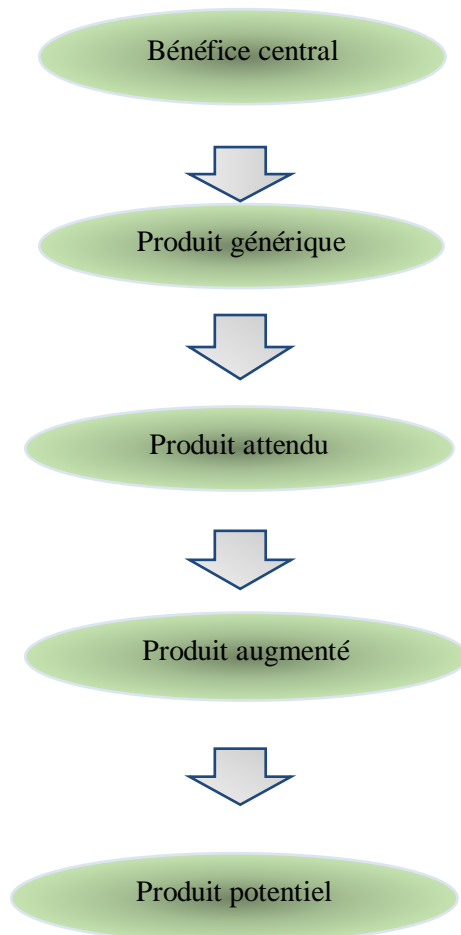 Bénéfice central
Produit générique
Produit attendu
Produit augmenté
Produit potentiel